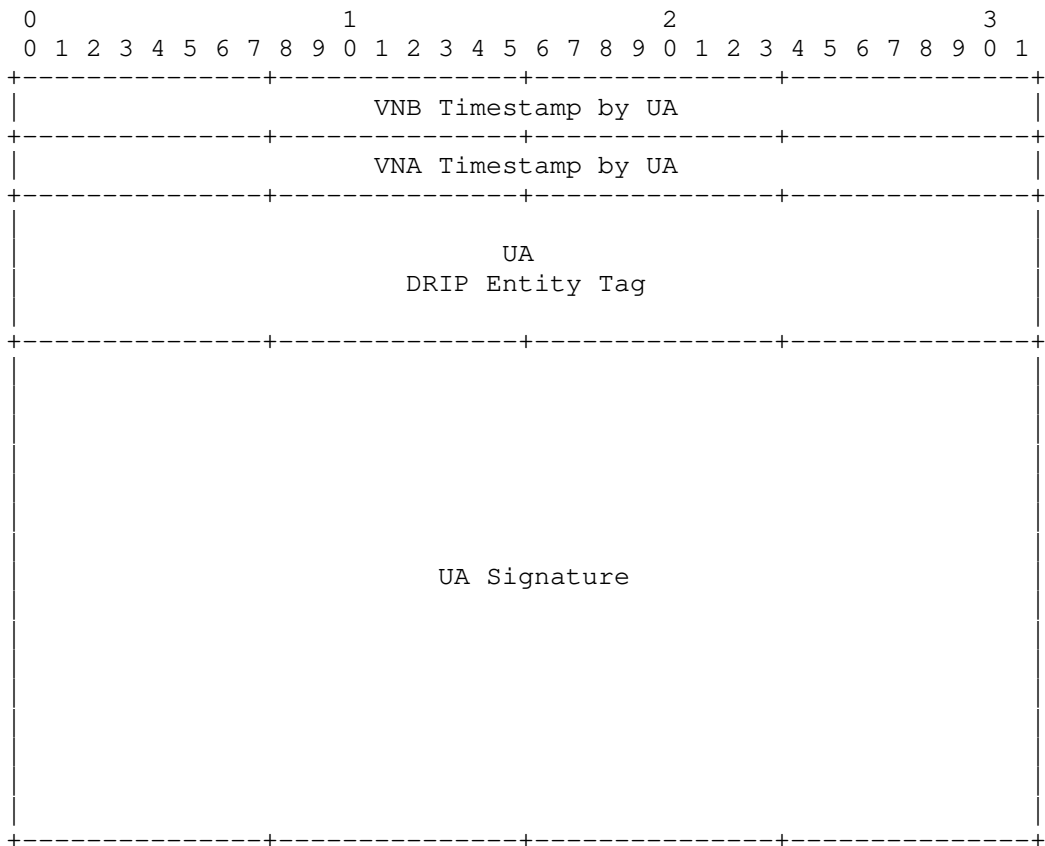 0                   1                   2                   3
0 1 2 3 4 5 6 7 8 9 0 1 2 3 4 5 6 7 8 9 0 1 2 3 4 5 6 7 8 9 0 1
VNB Timestamp by UA
VNA Timestamp by UA
UA
DRIP Entity Tag
UA Signature